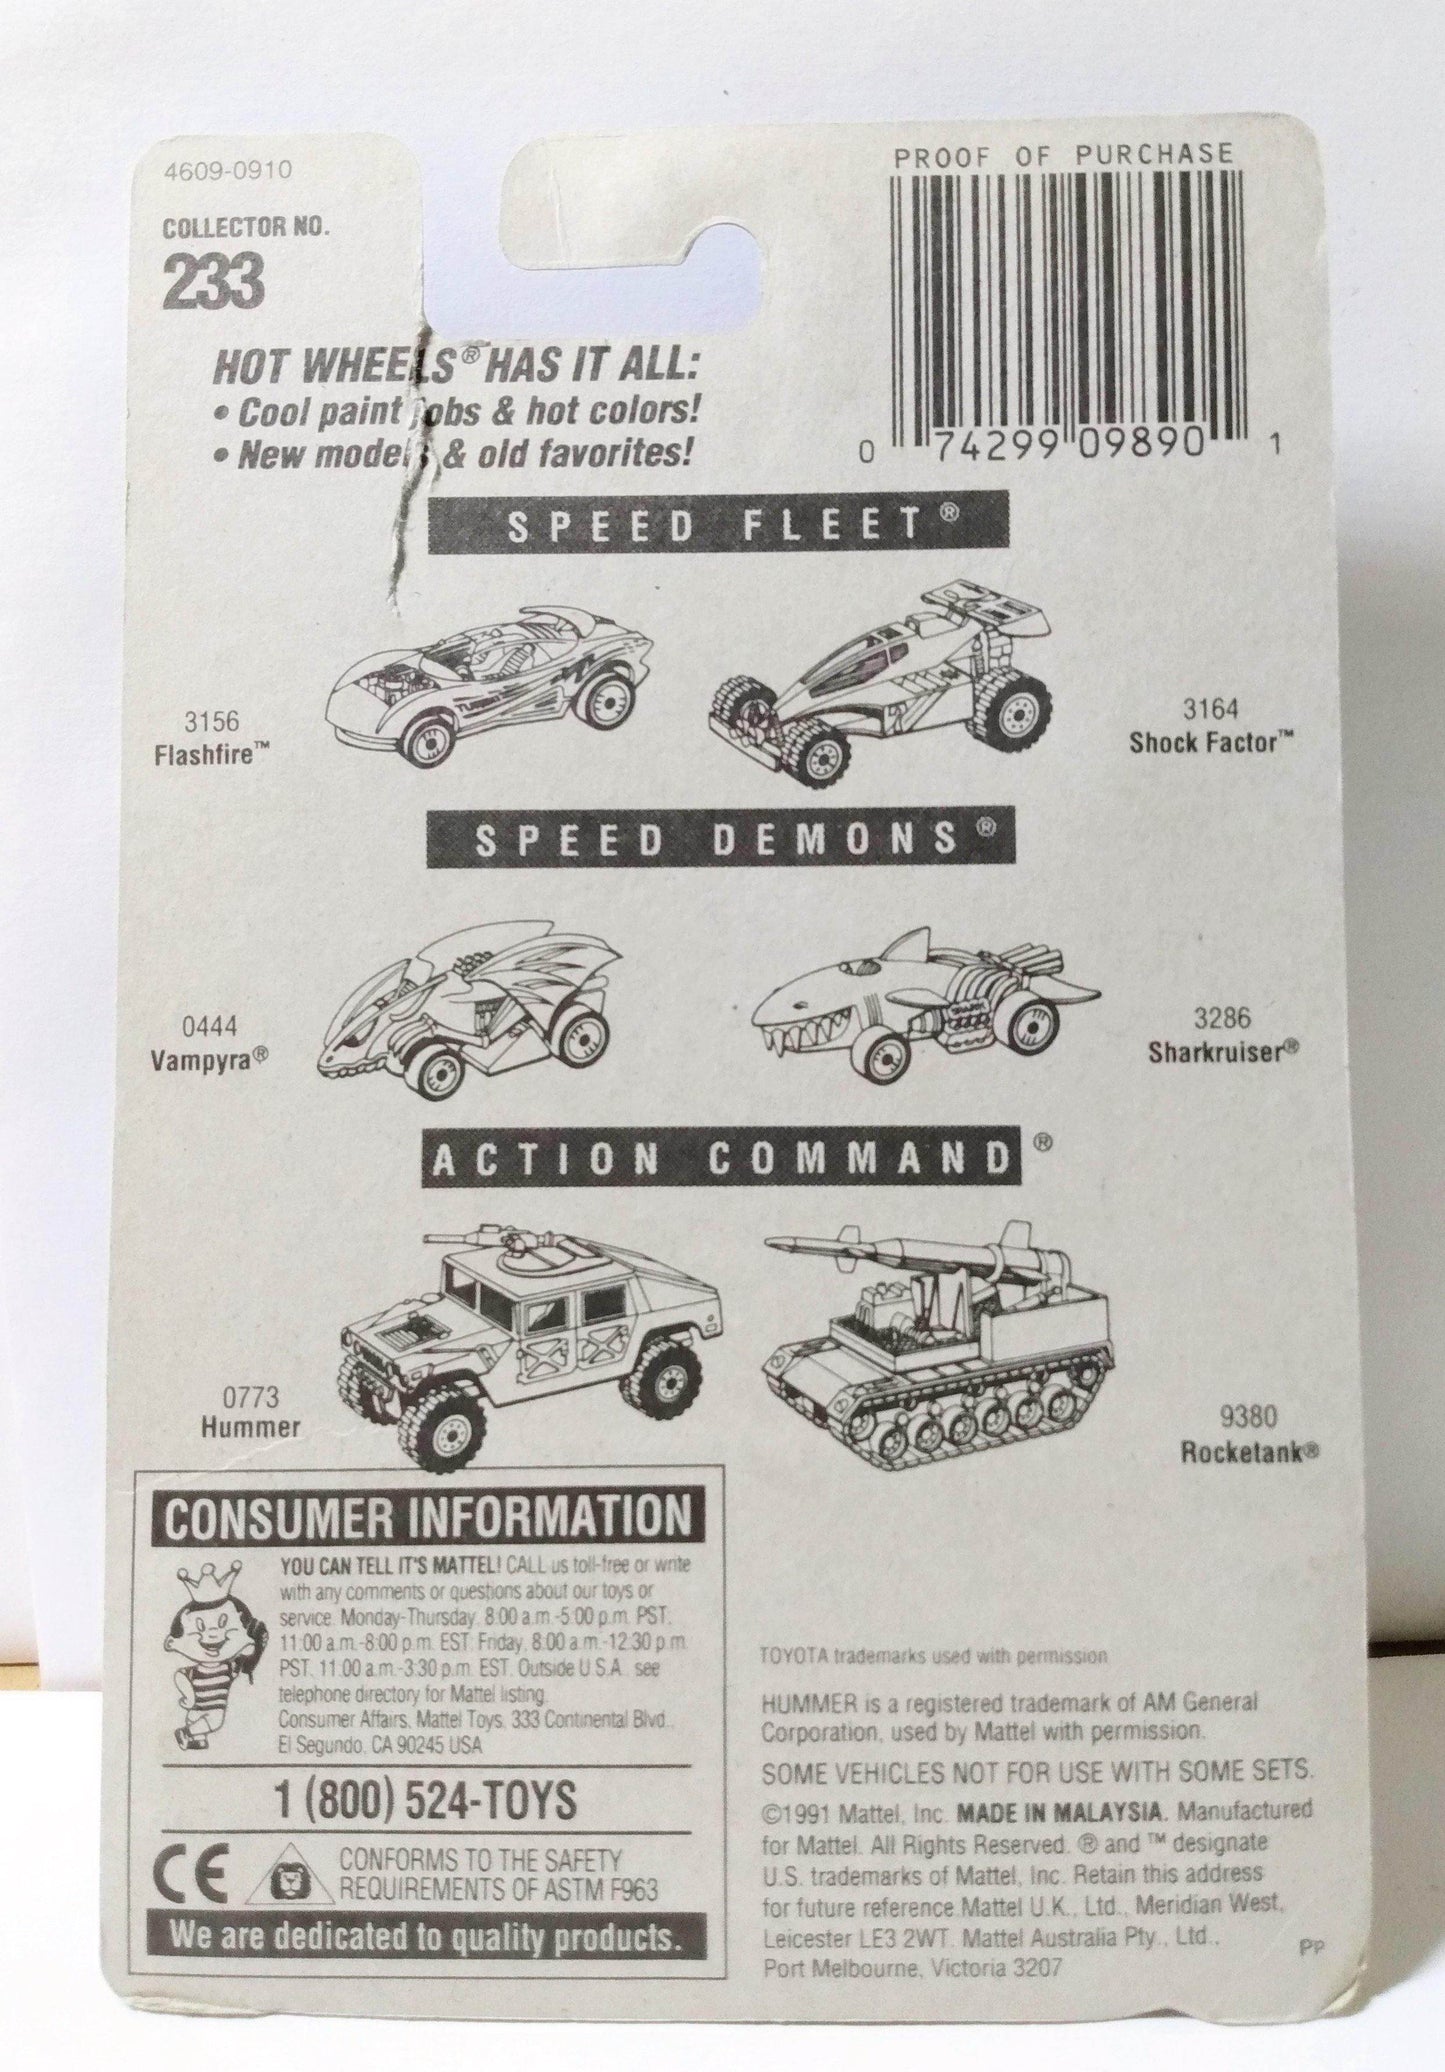 4609-0910
COLLECTOR NO.
233
PROOF OF PURCHASE
0 74299 09890 1
HOT WHEELS® HAS IT ALL:
• Cool paint jobs & hot colors!
• New models & old favorites!
SPEED FLEET®
3156
Flashfire™
3164
Shock Factor™
SPEED DEMONS®
0444
Vampyra®
3286
Sharkruiser®
ACTION COMMAND®
0773
Hummer
9380
Rocketank®
CONSUMER INFORMATION
YOU CAN TELL IT'S MATTEL! CALL us toll-free or write
with any comments or questions about our toys or
service. Monday-Thursday, 8:00 a.m.-5:00 p.m. PST,
11:00 a.m.-8:00 p.m. EST. Friday, 8:00 a.m.-12:30 p.m.
PST, 11:00 a.m.-3:30 p.m. EST. Outside U.S.A., see
telephone directory for Mattel listing.
Consumer Affairs, Mattel Toys, 333 Continental Blvd.,
El Segundo, CA 90245 USA
1 (800) 524-TOYS
CE
CONFORMS TO THE SAFETY
REQUIREMENTS OF ASTM F963
We are dedicated to quality products.
TOYOTA trademarks used with permission
HUMMER is a registered trademark of AM General
Corporation, used by Mattel with permission.
SOME VEHICLES NOT FOR USE WITH SOME SETS.
©1991 Mattel, Inc. MADE IN MALAYSIA. Manufactured
for Mattel. All Rights Reserved. ® and ™ designate
U.S. trademarks of Mattel, Inc. Retain this address
for future reference Mattel U.K., Ltd., Meridian West,
Leicester LE3 2WT. Mattel Australia Pty., Ltd.,
Port Melbourne, Victoria 3207
PP